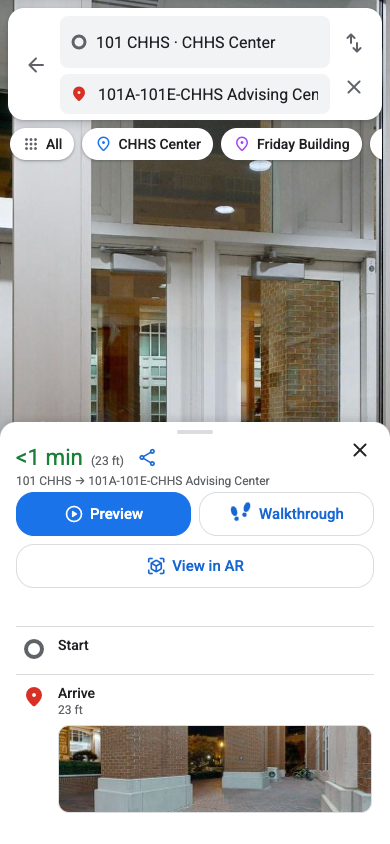 101 CHHS · CHHS Center
101A-101E-CHHS Advising Cen
All
CHHS Center
Friday Building
<1 min (23 ft)
101 CHHS → 101A-101E-CHHS Advising Center
Preview
Walkthrough
View in AR
Start
Arrive
23 ft